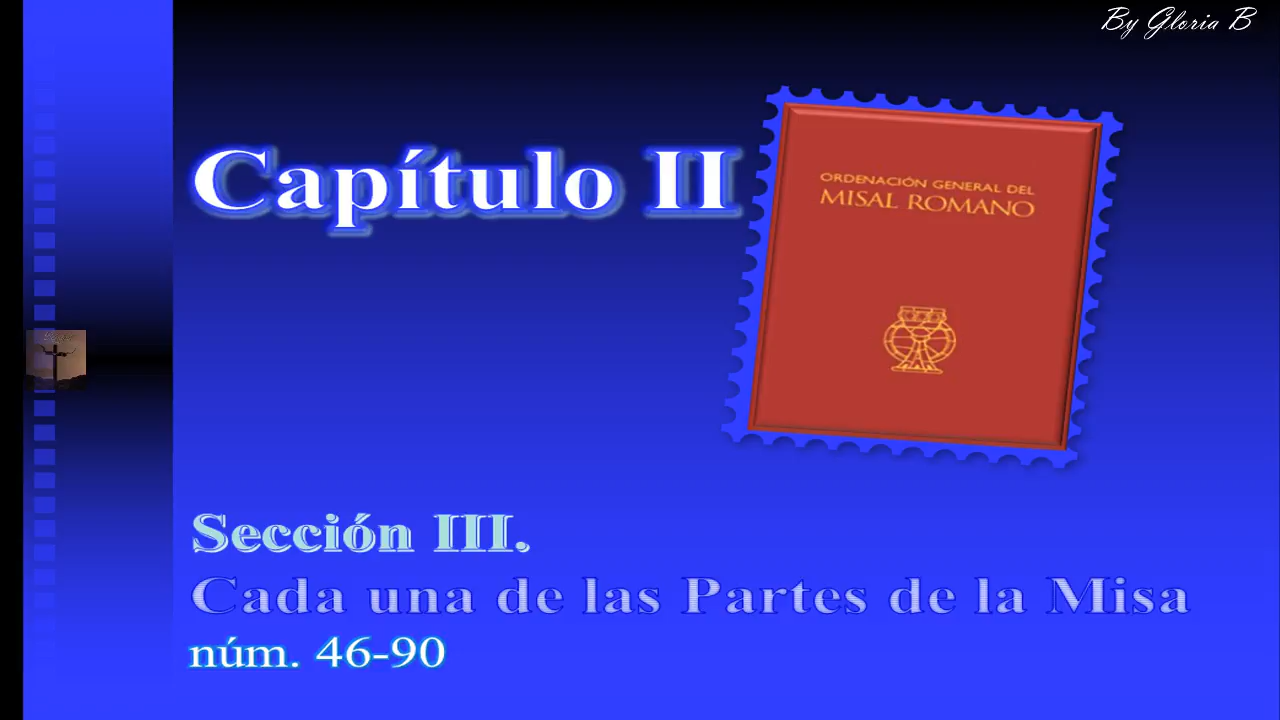 By Gloria B
Capítulo II
ORDENACIÓN GENERAL DEL
MISAL ROMANO
Sección III.
Cada una de las Partes de la Misa
núm. 46-90